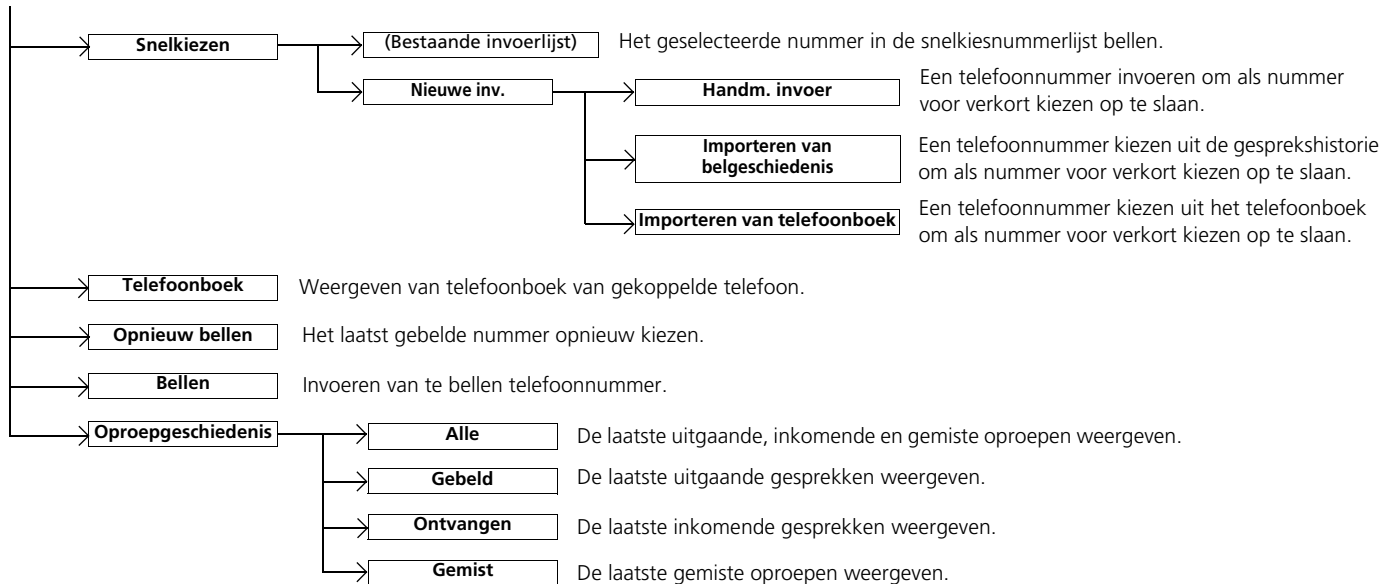 Snelkiezen
(Bestaande invoerlijst)
Het geselecteerde nummer in de snelkiesnummerlijst bellen.
Nieuwe inv.
Handm. invoer
Een telefoonnummer invoeren om als nummer
voor verkort kiezen op te slaan.
Importeren van
belgeschiedenis
Een telefoonnummer kiezen uit de gesprekshistorie
om als nummer voor verkort kiezen op te slaan.
Importeren van telefoonboek
Een telefoonnummer kiezen uit het telefoonboek
om als nummer voor verkort kiezen op te slaan.
Telefoonboek
Weergeven van telefoonboek van gekoppelde telefoon.
Opnieuw bellen
Het laatst gebelde nummer opnieuw kiezen.
Bellen
Invoeren van te bellen telefoonnummer.
Oproepgeschiedenis
Alle
De laatste uitgaande, inkomende en gemiste oproepen weergeven.
Gebeld
De laatste uitgaande gesprekken weergeven.
Ontvangen
De laatste inkomende gesprekken weergeven.
Gemist
De laatste gemiste oproepen weergeven.